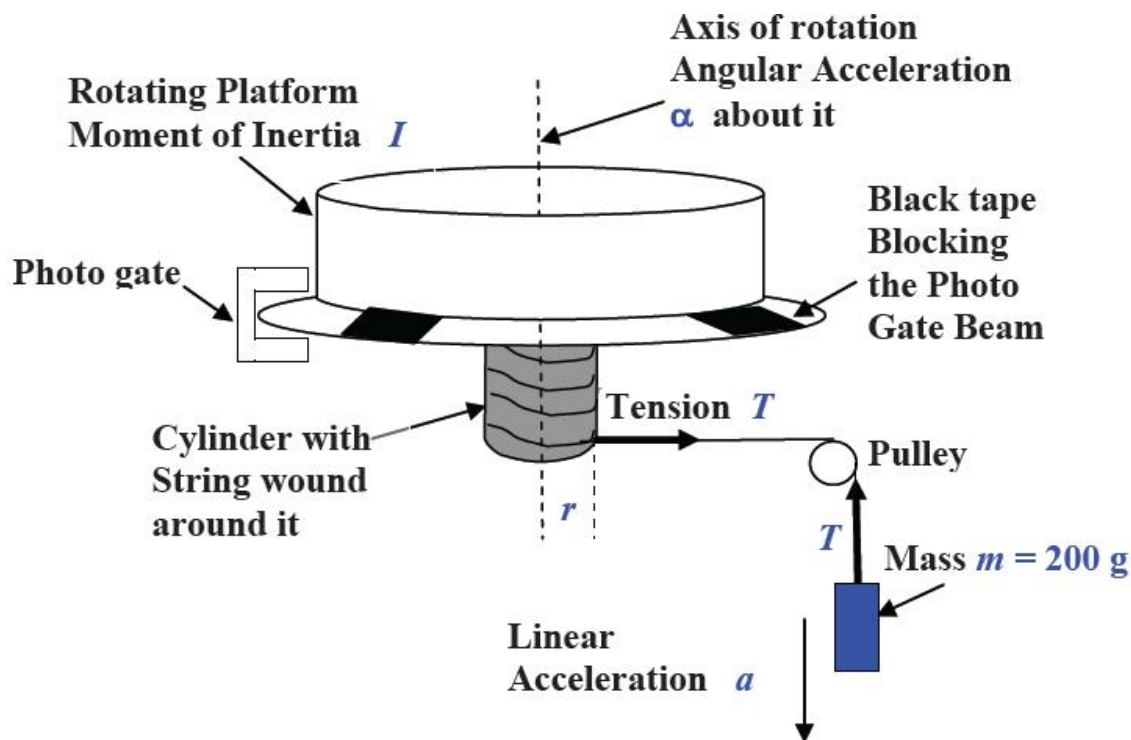 Axis of rotation
Angular Acceleration
α about it
Rotating Platform
Moment of Inertia I
Black tape
Blocking
the Photo
Gate Beam
Photo gate
Tension T
Cylinder with
String wound
around it
Pulley
r
T
Mass m = 200 g
Linear
Acceleration a